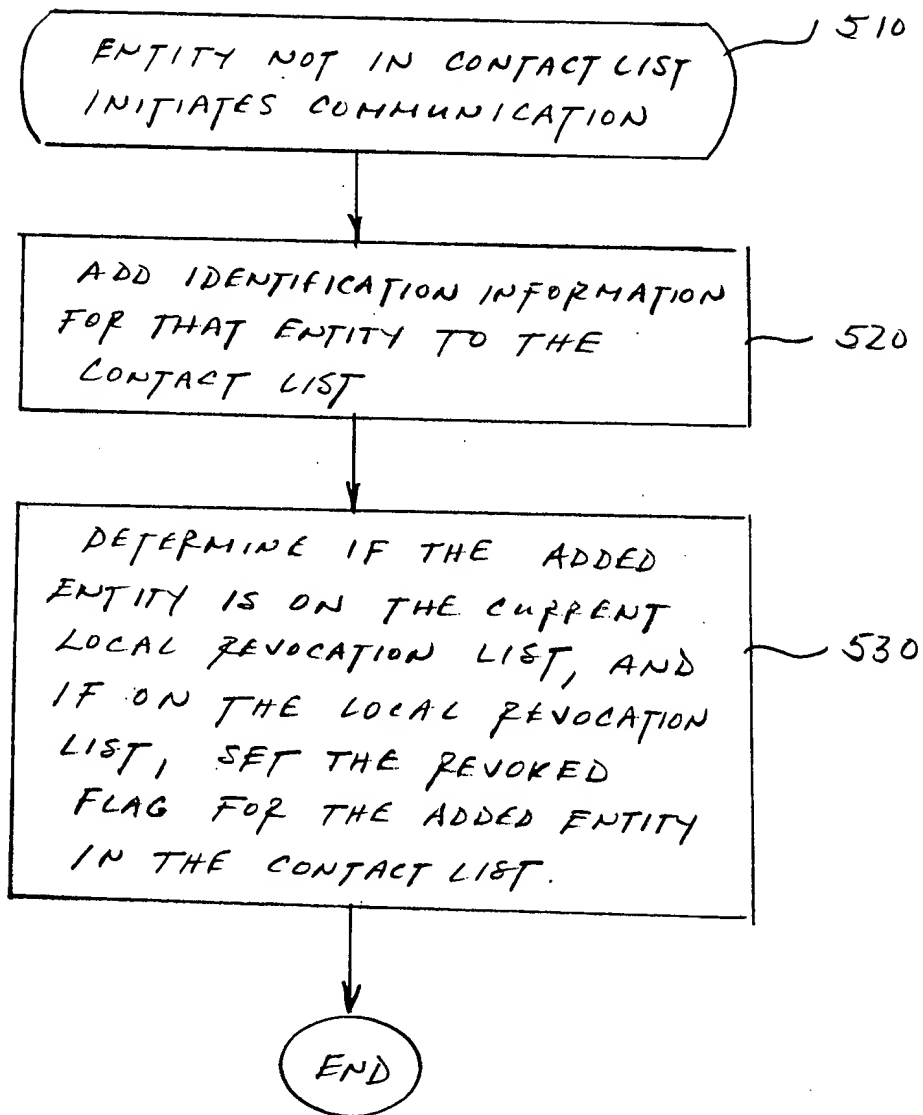 510
ENTITY NOT IN CONTACT LIST
INITIATES COMMUNICATION
ADD IDENTIFICATION INFORMATION
FOR THAT ENTITY TO THE
CONTACT LIST
520
DETERMINE IF THE ADDED
ENTITY IS ON THE CURRENT
LOCAL REVOCATION LIST, AND
IF ON THE LOCAL REVOCATION
LIST, SET THE REVOKED
FLAG FOR THE ADDED ENTITY
IN THE CONTACT LIST.
530
END